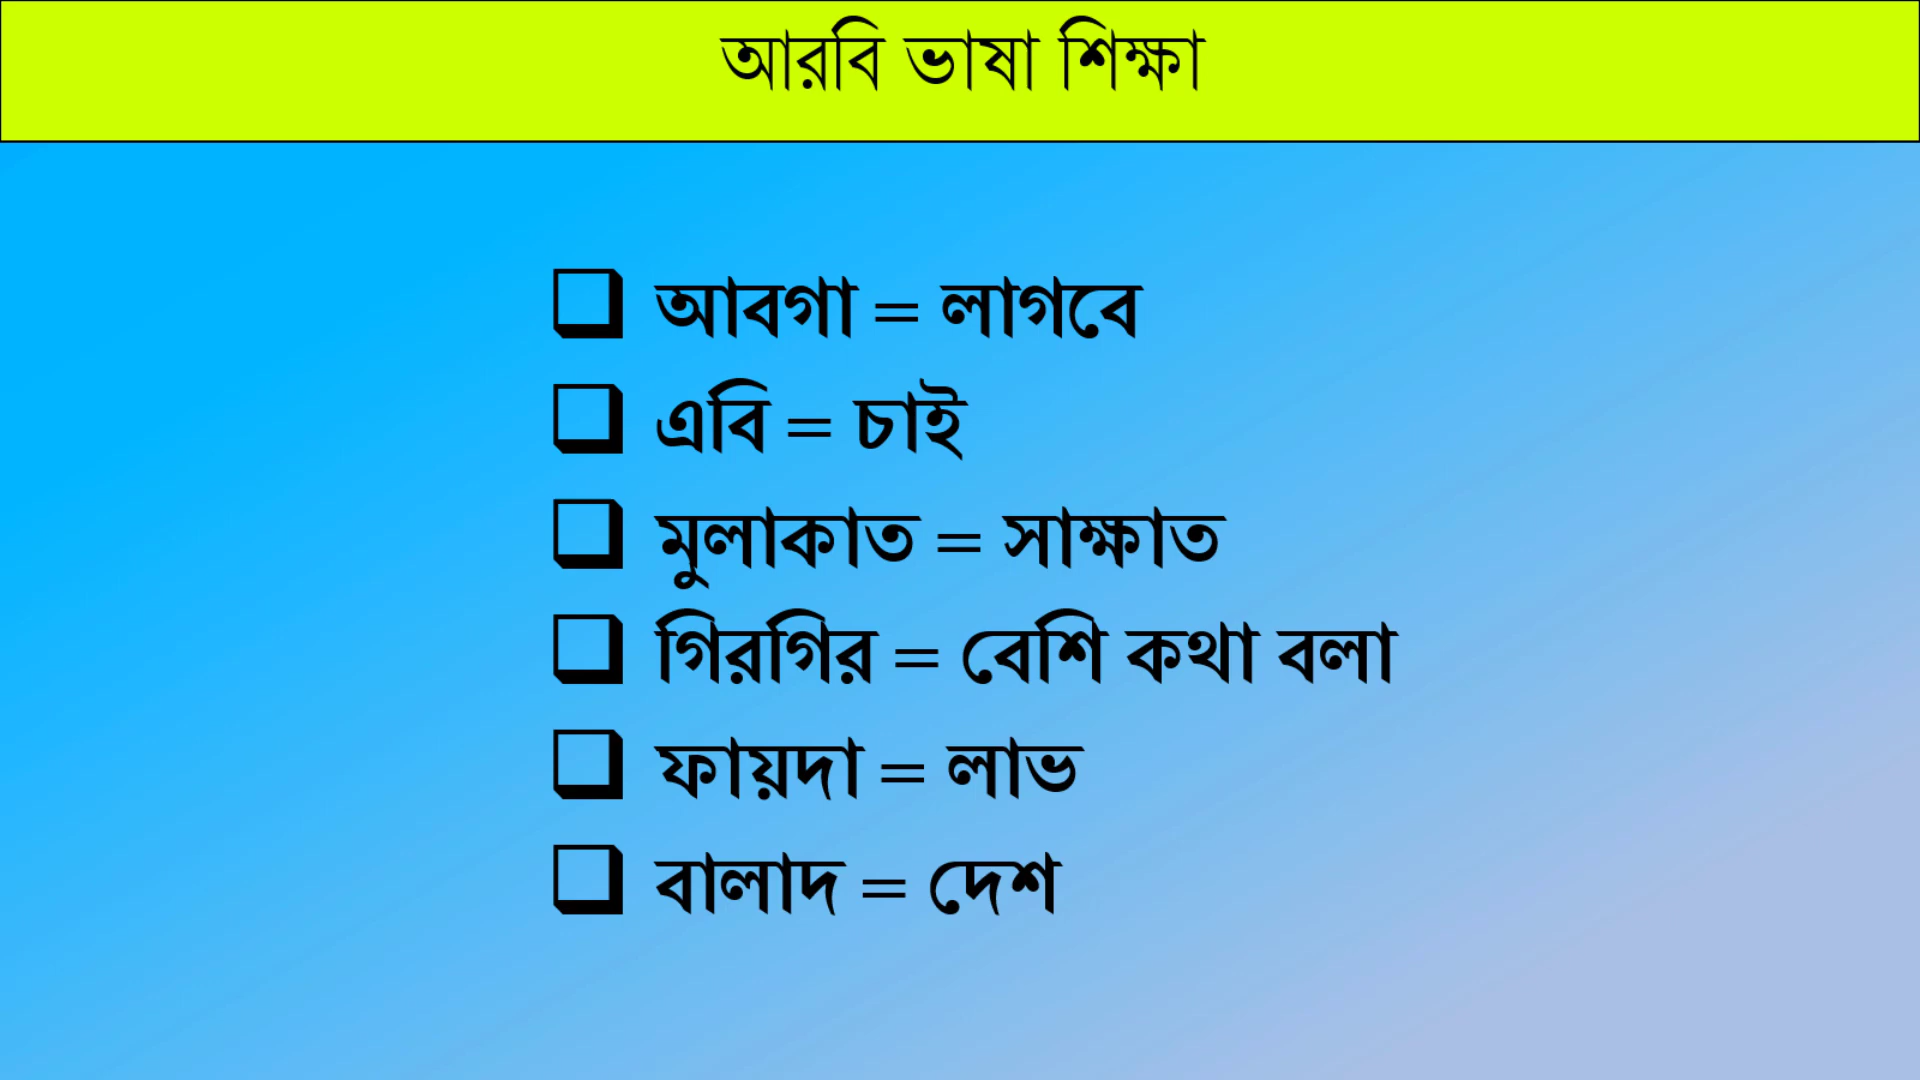 আরবি ভাষা শিক্ষা
আবগা = লাগবে
এবি = চাই
মুলাকাত = সাক্ষাত
গিরগির = বেশি কথা বলা
ফায়দা = লাভ
বালাদ = দেশ